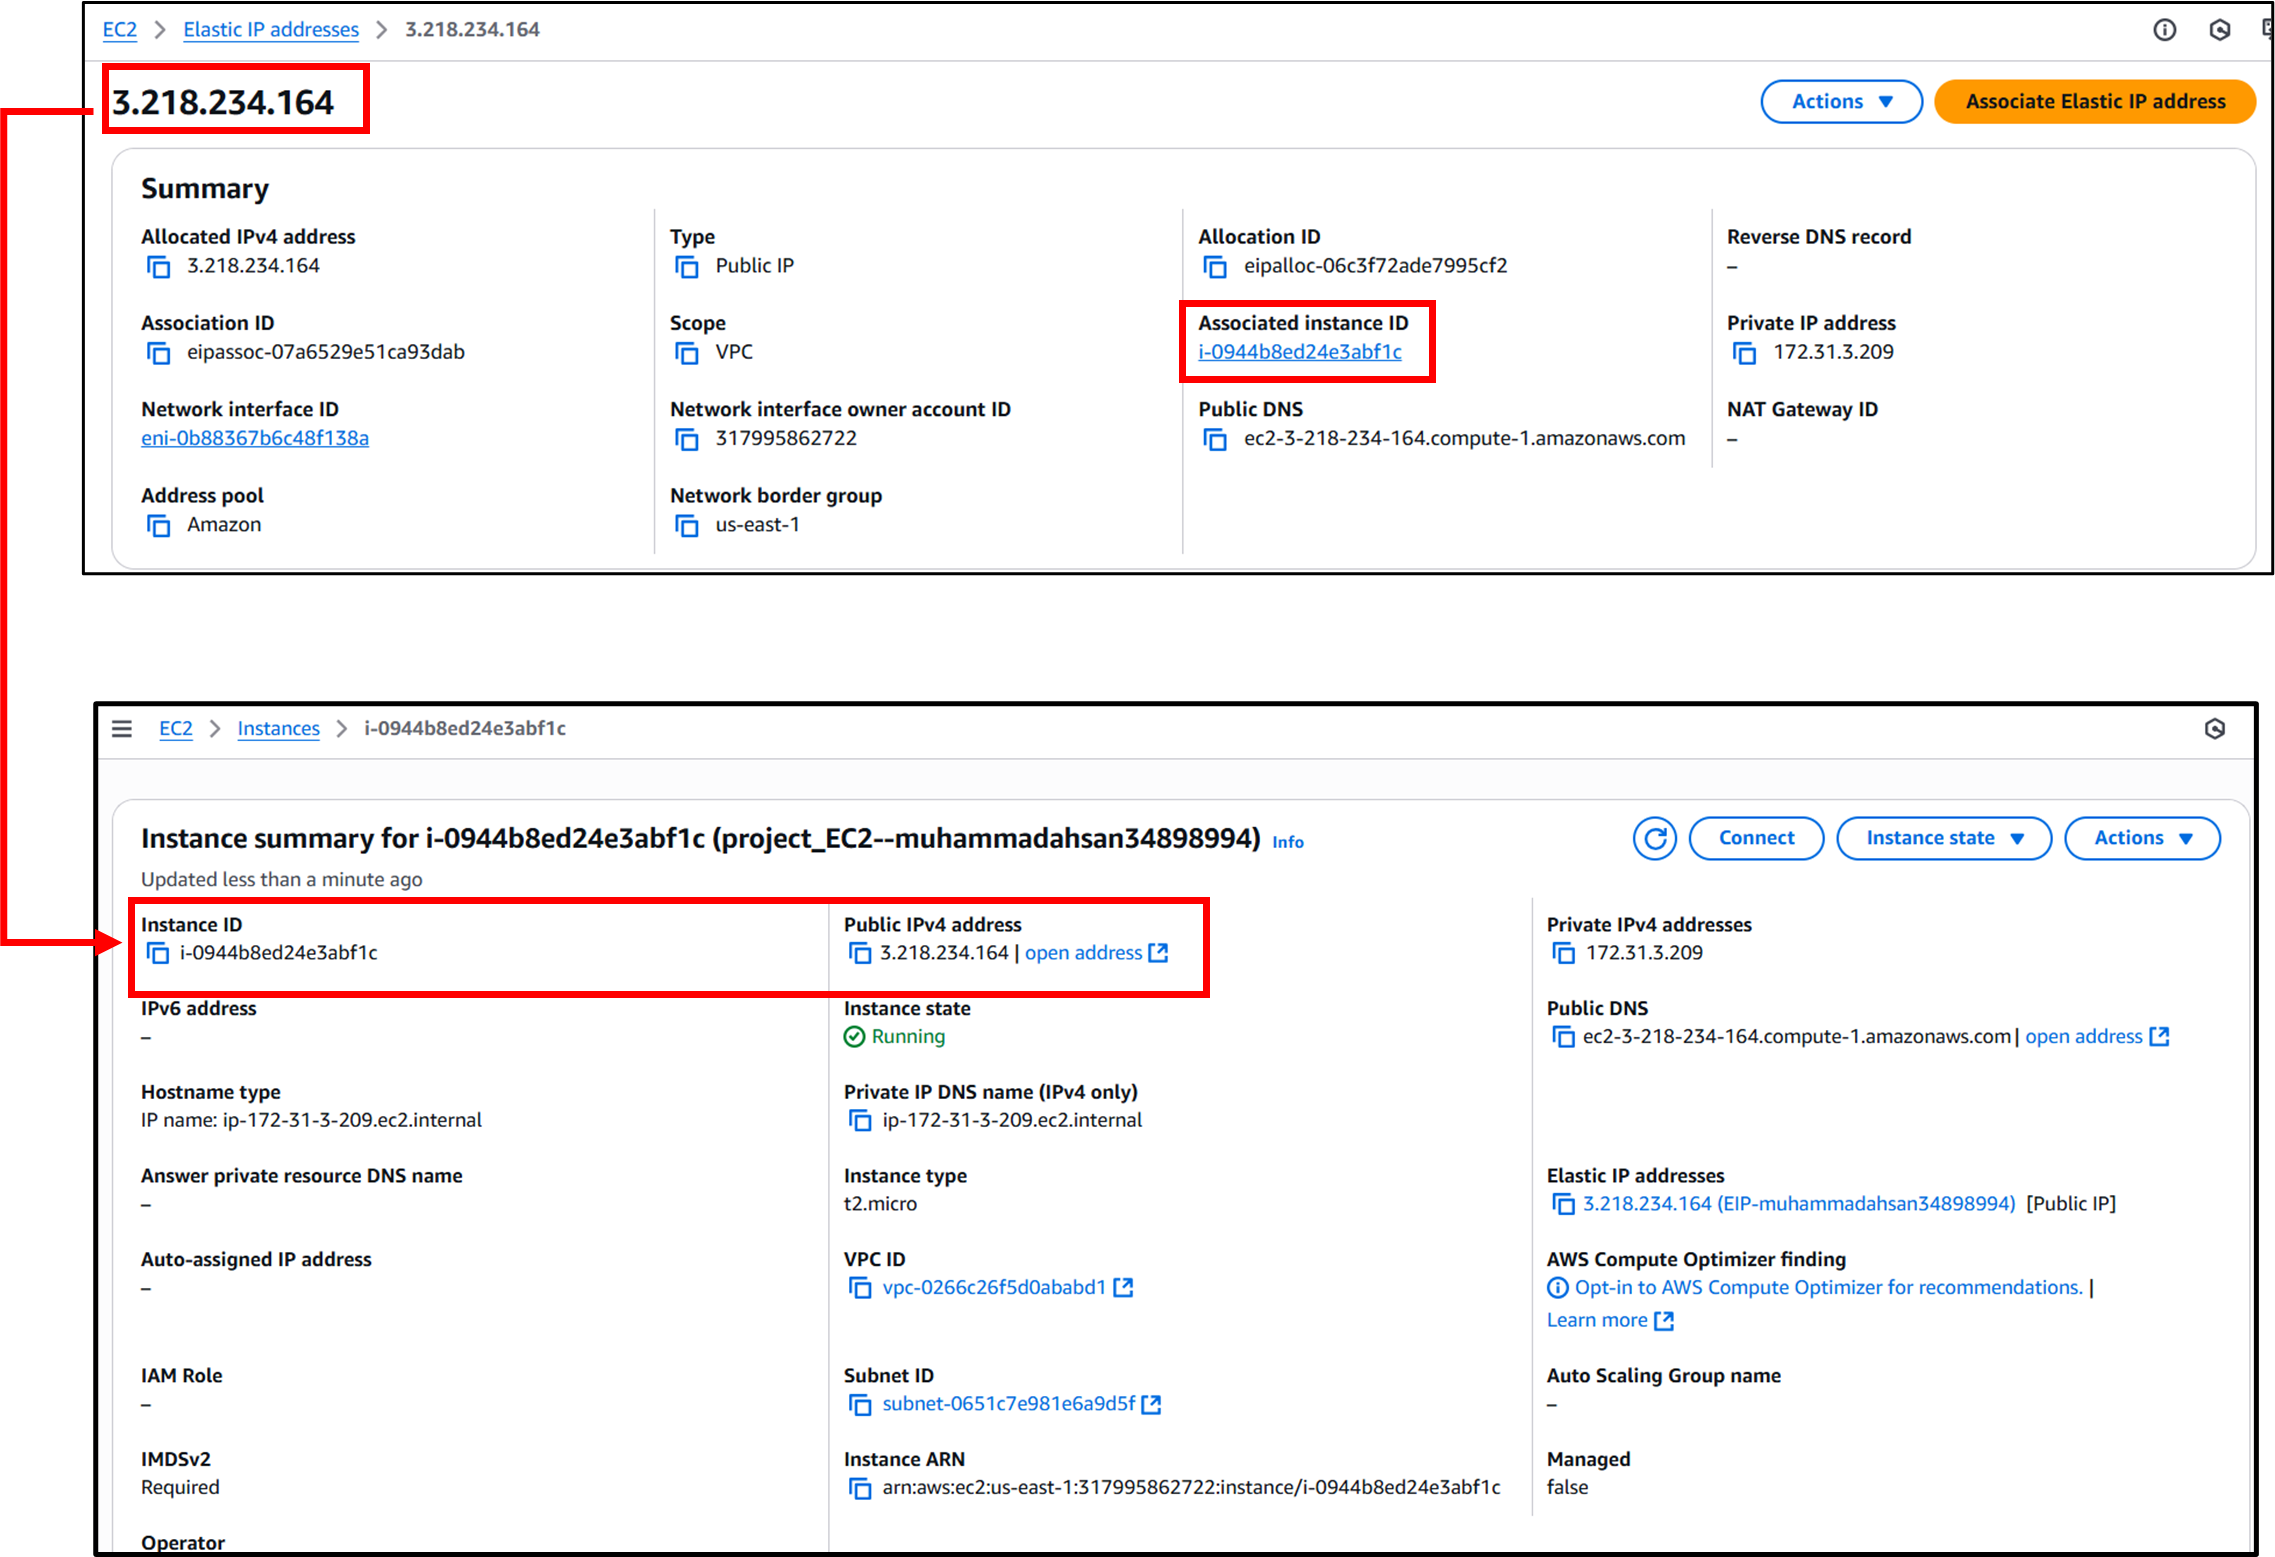 EC2 > Elastic IP addresses > 3.218.234.164
3.218.234.164
Actions
Associate Elastic IP address
Summary
Allocated IPv4 address
3.218.234.164
Type
Public IP
Allocation ID
eipalloc-06c3f72ade7995cf2
Reverse DNS record
–
Association ID
eipassoc-07a6529e51ca93dab
Scope
VPC
Associated instance ID
i-0944b8ed24e3abf1c
Private IP address
172.31.3.209
Network interface ID
eni-0b88367b6c48f138a
Network interface owner account ID
317995862722
Public DNS
ec2-3-218-234-164.compute-1.amazonaws.com
NAT Gateway ID
–
Address pool
Amazon
Network border group
us-east-1
EC2 > Instances > i-0944b8ed24e3abf1c
Instance summary for i-0944b8ed24e3abf1c (project_EC2--muhammadahsan34898994) Info
Connect
Instance state
Actions
Updated less than a minute ago
Instance ID
i-0944b8ed24e3abf1c
Public IPv4 address
3.218.234.164 | open address
Private IPv4 addresses
172.31.3.209
IPv6 address
–
Instance state
Running
Public DNS
ec2-3-218-234-164.compute-1.amazonaws.com | open address
Hostname type
IP name: ip-172-31-3-209.ec2.internal
Private IP DNS name (IPv4 only)
ip-172-31-3-209.ec2.internal
Answer private resource DNS name
–
Instance type
t2.micro
Elastic IP addresses
3.218.234.164 (EIP-muhammadahsan34898994) [Public IP]
Auto-assigned IP address
–
VPC ID
vpc-0266c26f5d0ababd1
AWS Compute Optimizer finding
Opt-in to AWS Compute Optimizer for recommendations. |
Learn more
IAM Role
–
Subnet ID
subnet-0651c7e981e6a9d5f
Auto Scaling Group name
–
IMDSv2
Required
Instance ARN
arn:aws:ec2:us-east-1:317995862722:instance/i-0944b8ed24e3abf1c
Managed
false
Operator